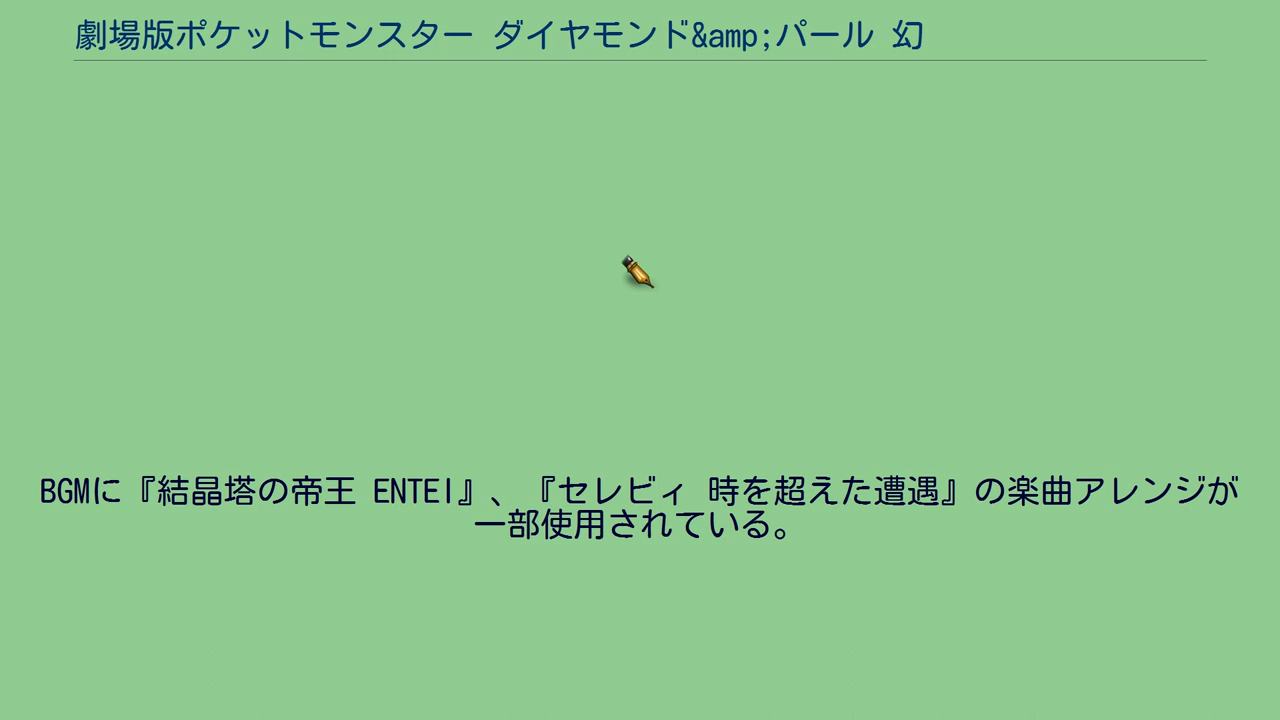 劇場版ポケットモンスター ダイヤモンド&amp;パール 幻
BGMに『結晶塔の帝王 ENTEI』、『セレビィ 時を超えた遭遇』の楽曲アレンジが
一部使用されている。